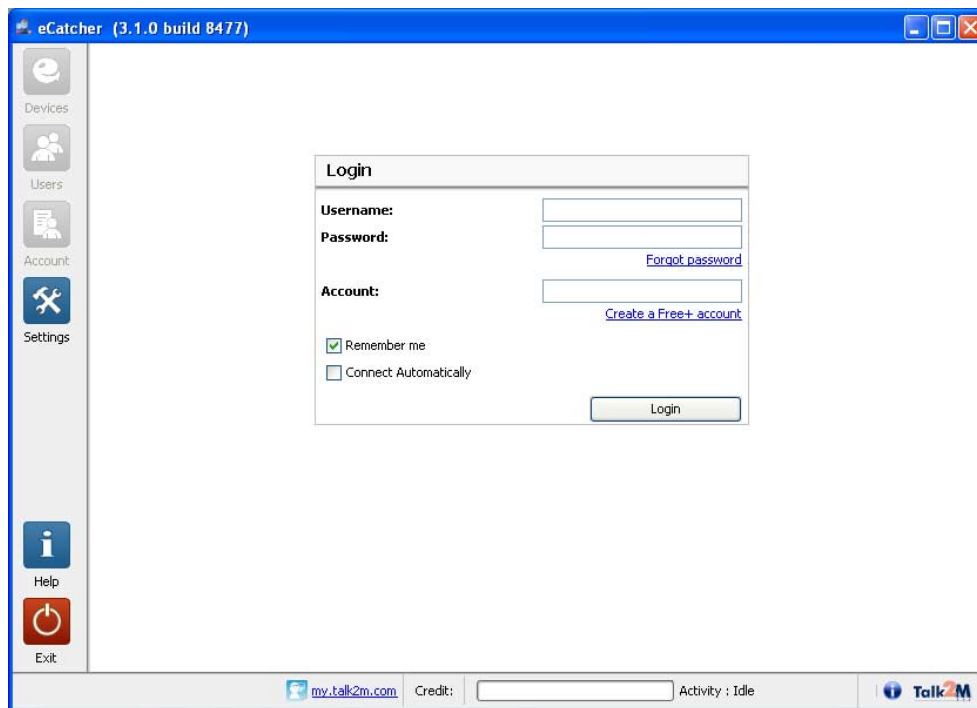 eCatcher (3.1.0 build 8477)
Devices
Users
Account
Settings
Help
Exit
Login
Username:
Password:
Forgot password
Account:
Create a Free+ account
Remember me
Connect Automatically
Login
my.talk2m.com Credit: Activity : Idle Talk2M